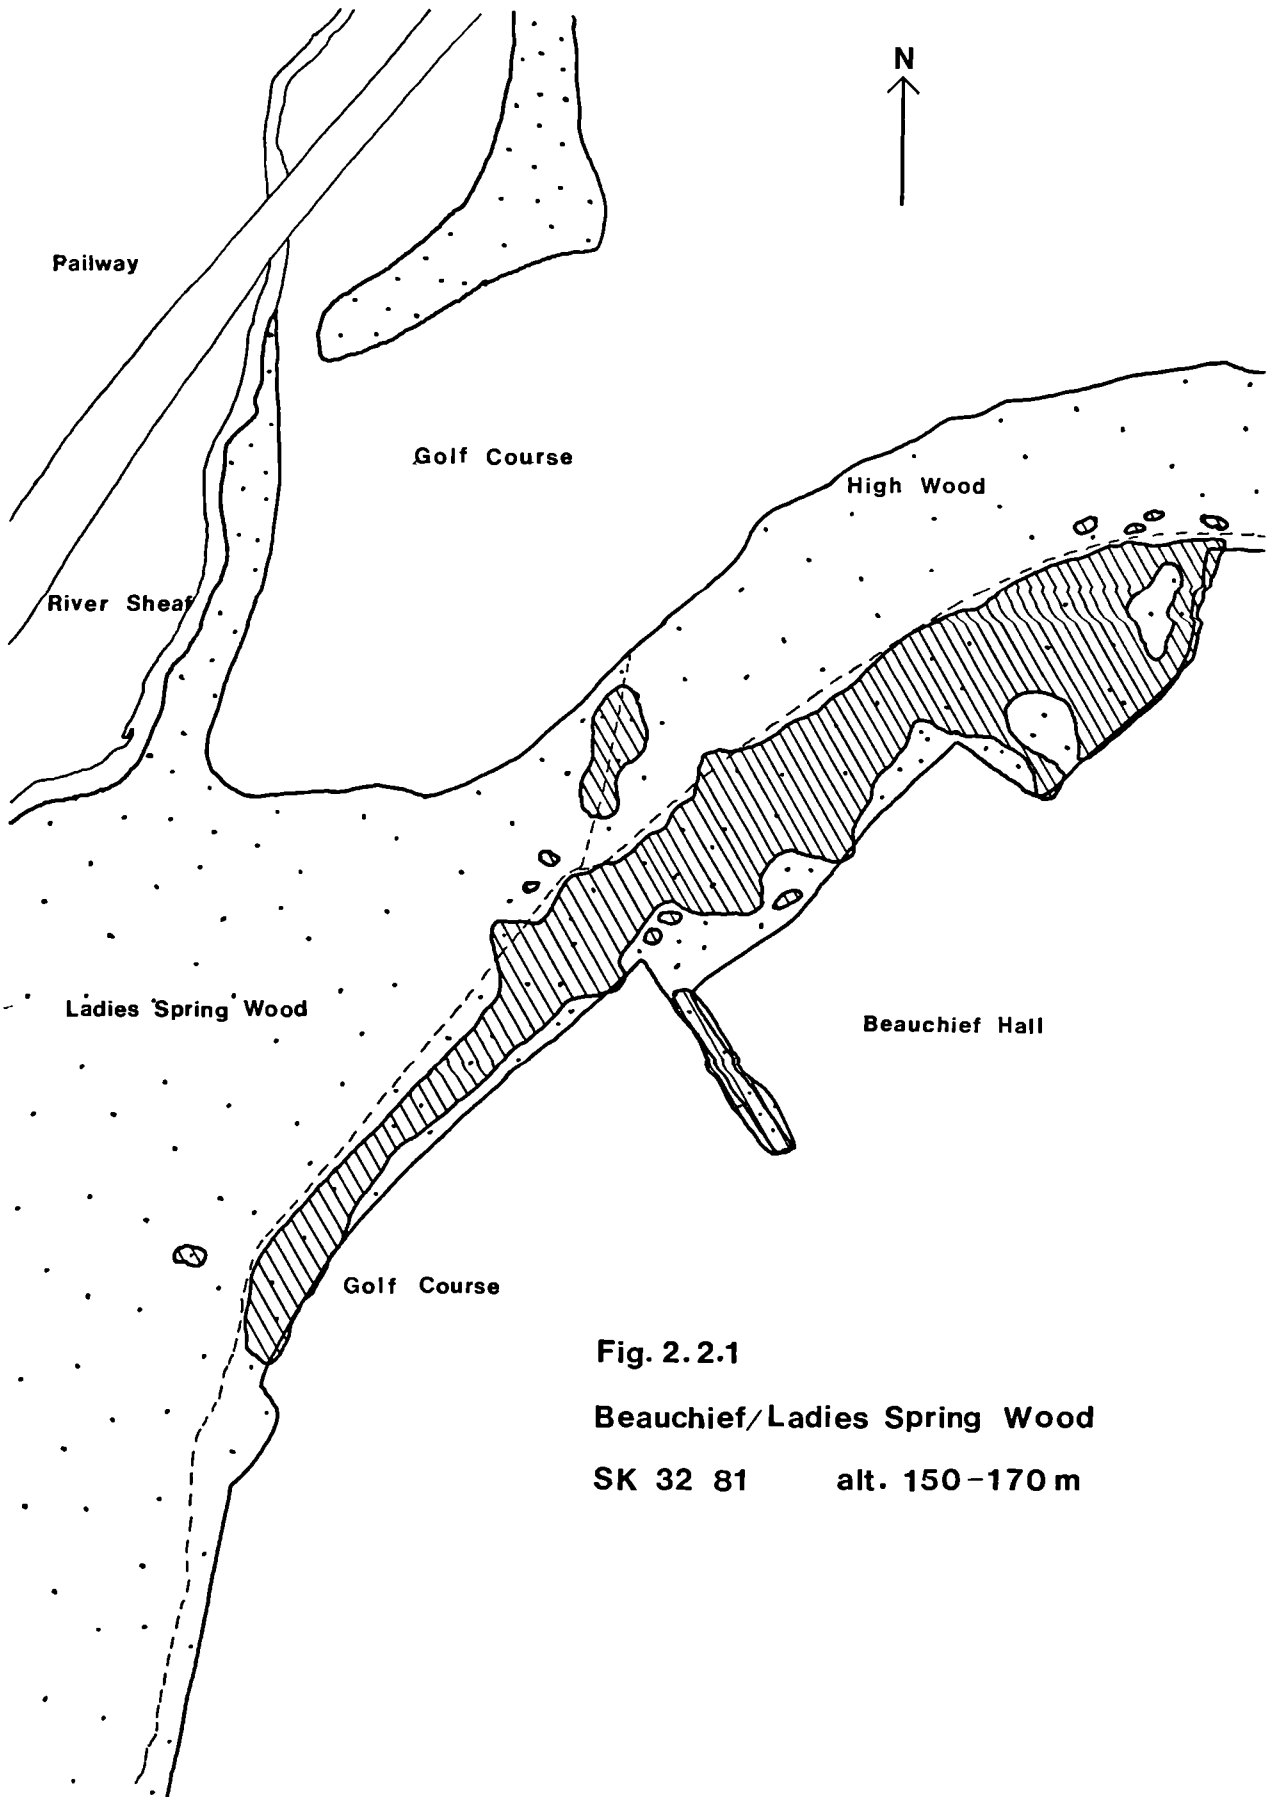 N
Pailway
Golf Course
High Wood
River Sheaf
Ladies Spring Wood
Beauchief Hall
Golf Course
Fig. 2.2.1
Beauchief/Ladies Spring Wood
SK 32 81 alt. 150-170 m